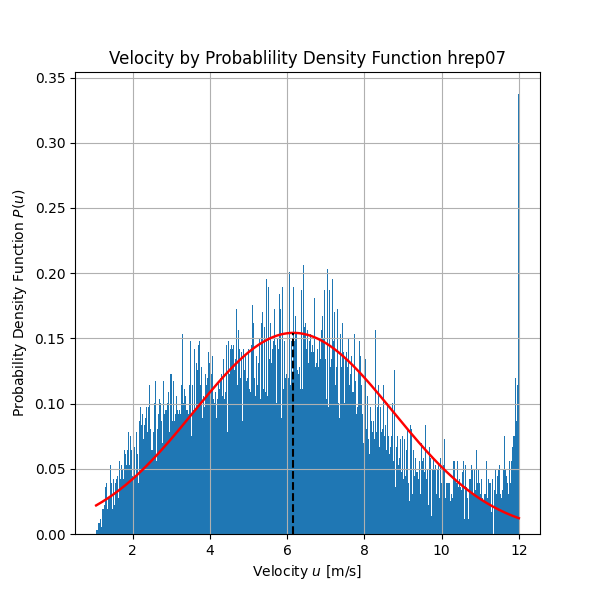 Velocity by Probablility Density Function hrep07
Probability Density Function P(u)
0.35
0.30
0.25
0.20
0.15
0.10
0.05
0.00
2 4 6 8 10 12
Velocity u [m/s]